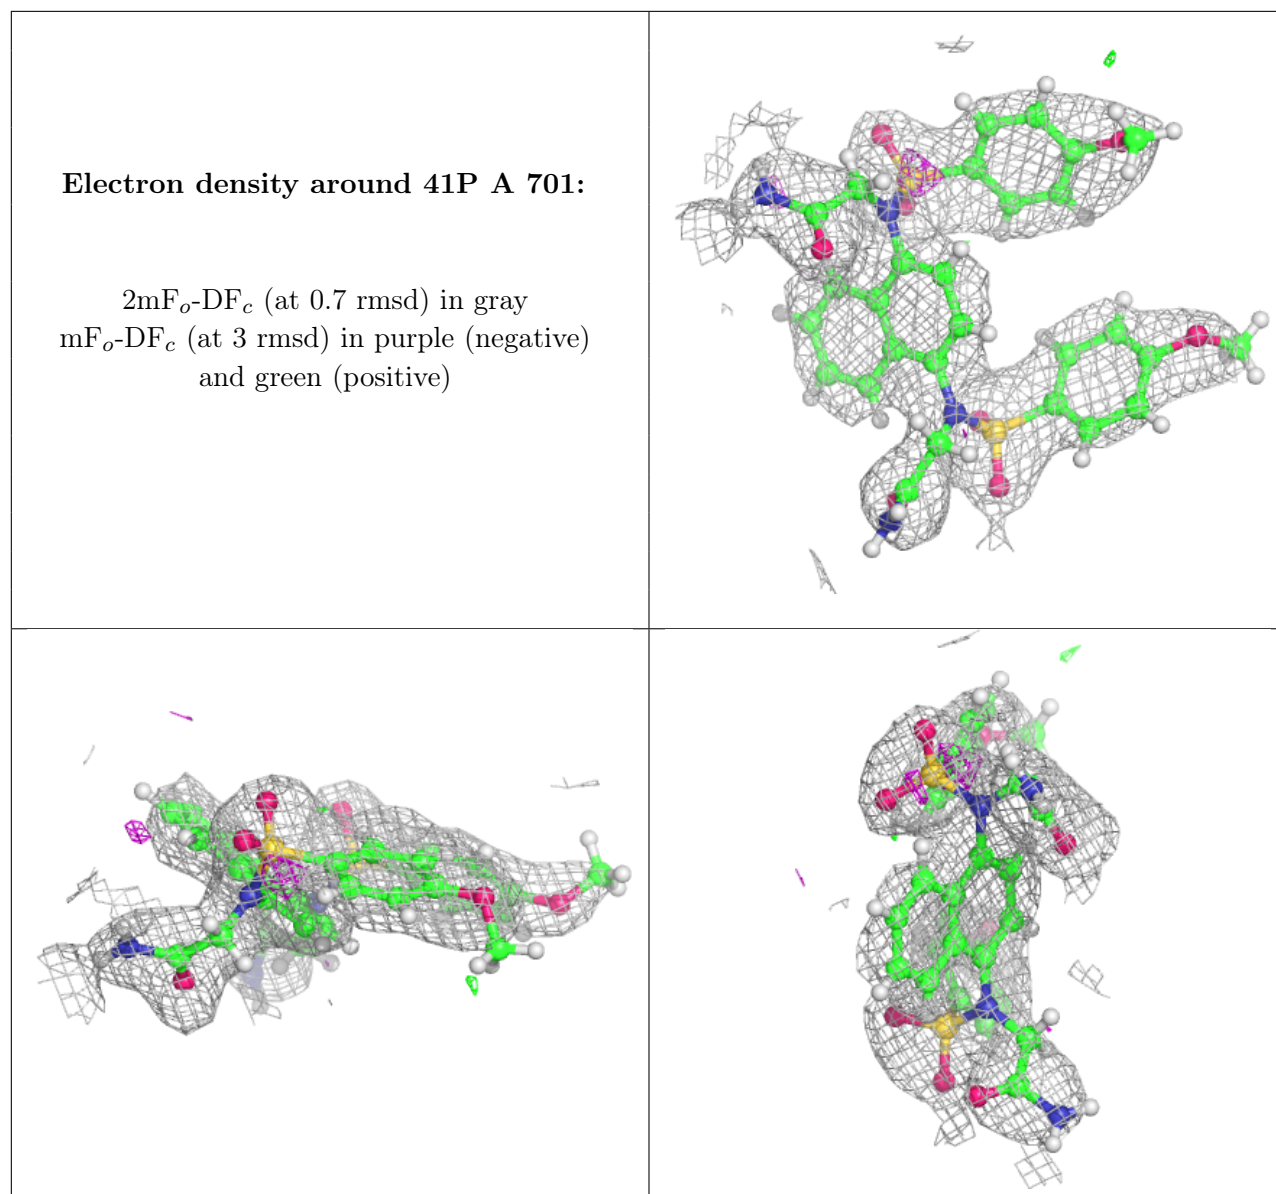 Electron density around 41P A 701:
2mFₒ-DF𝒸 (at 0.7 rmsd) in gray
mFₒ-DF𝒸 (at 3 rmsd) in purple (negative)
and green (positive)